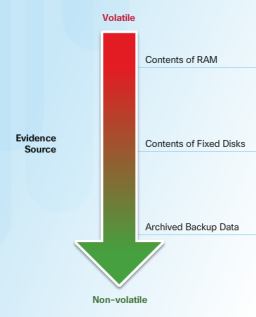 Volatile
Contents of RAM
Evidence
Source
Contents of Fixed Disks
Archived Backup Data
Non-volatile